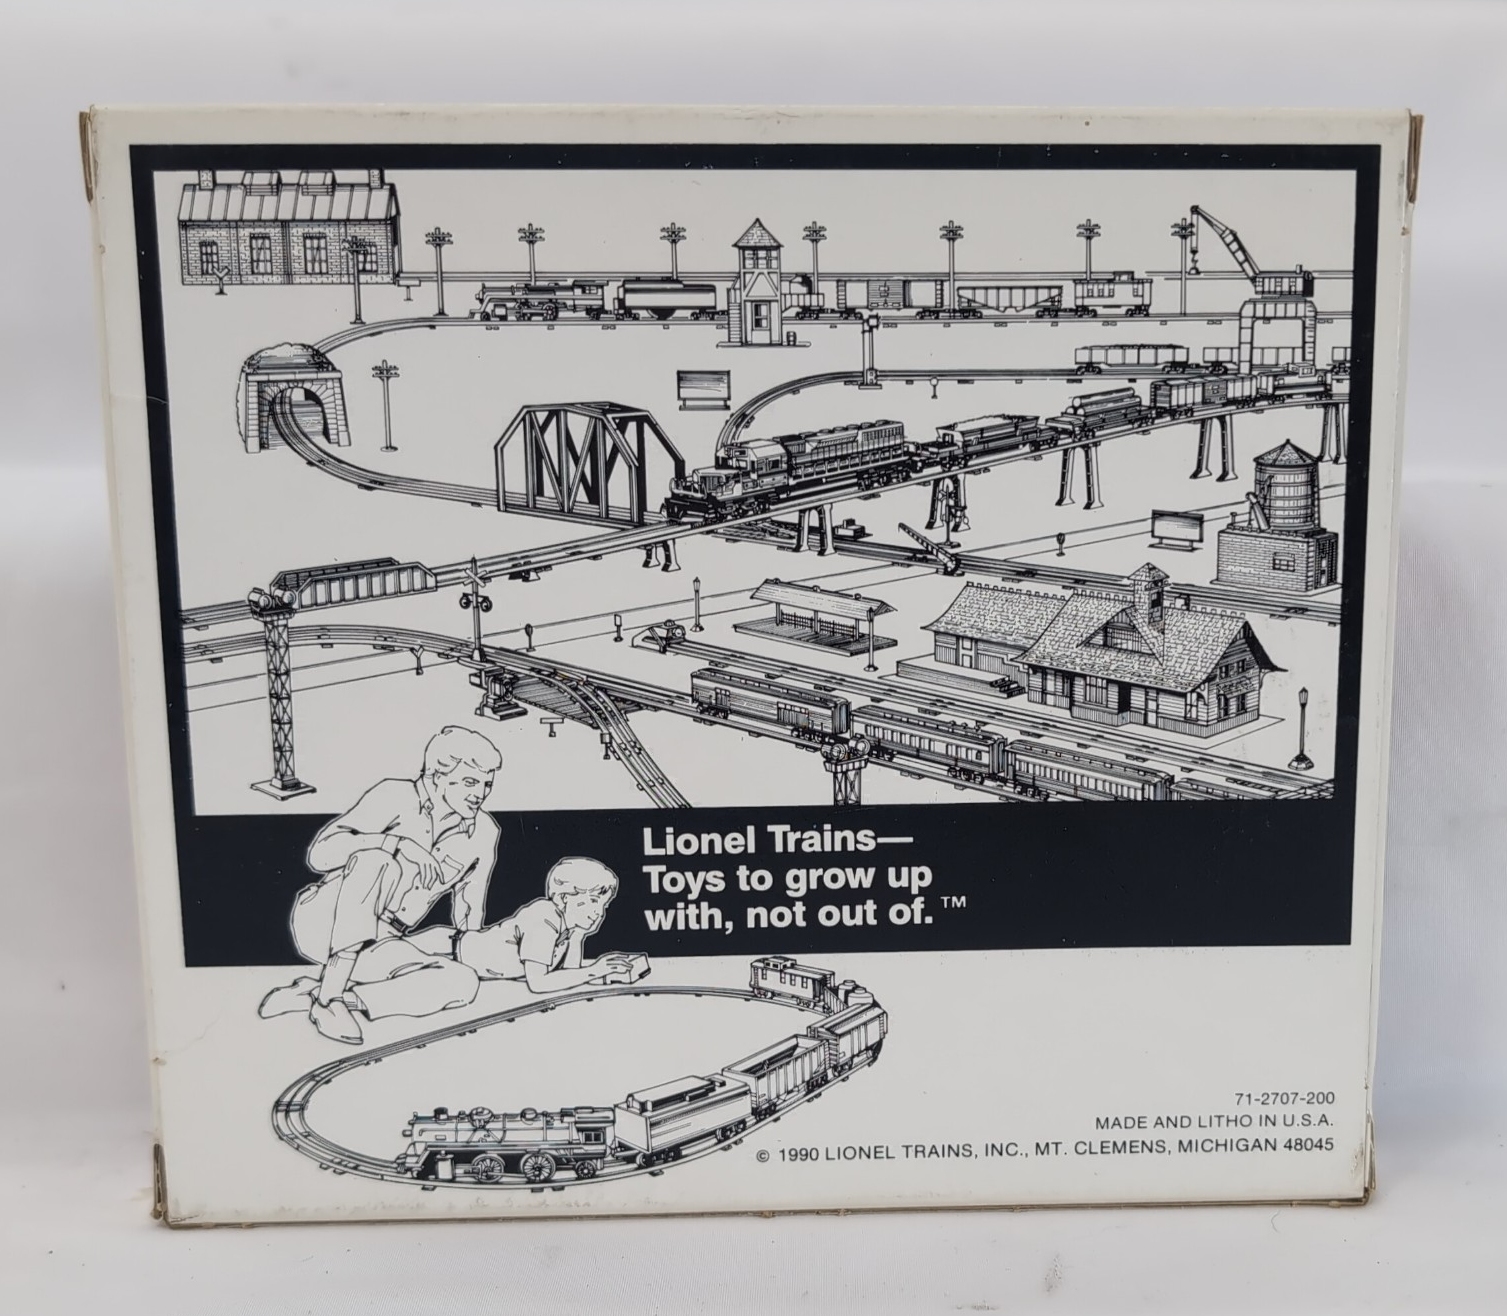 Lionel Trains—
Toys to grow up
with, not out of.™
71-2707-200
MADE AND LITHO IN U.S.A.
© 1990 LIONEL TRAINS, INC., MT. CLEMENS, MICHIGAN 48045